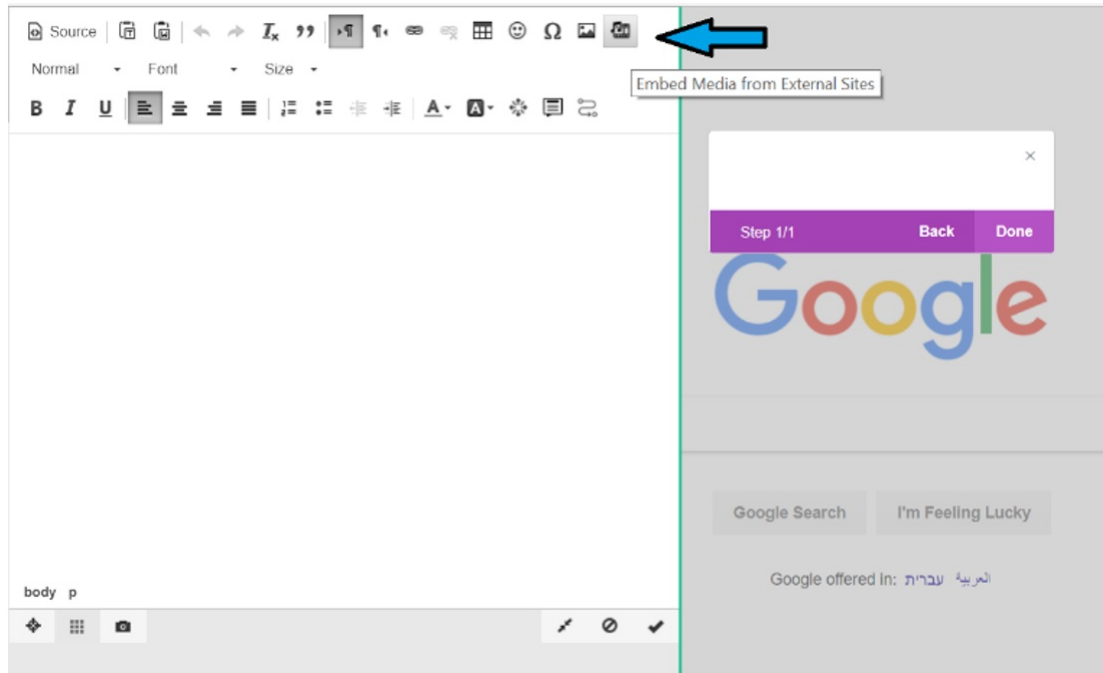 Source
Normal Font Size
Embed Media from External Sites
B I U
Step 1/1 Back Done
Google
Google Search I'm Feeling Lucky
Google offered in: עברית العربية
body p